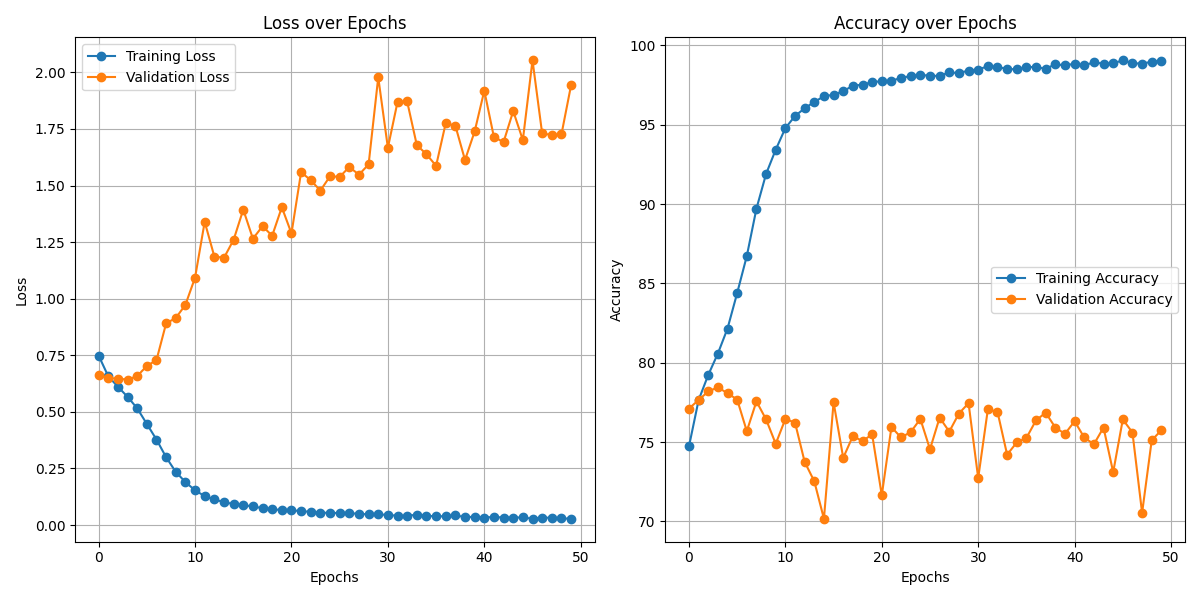 Loss over Epochs
Training Loss
Validation Loss
2.00
1.75
1.50
1.25
1.00
0.75
0.50
0.25
0.00
Loss
0 10 20 30 40 50
Epochs
Accuracy over Epochs
100
95
90
85
80
75
70
Accuracy
Training Accuracy
Validation Accuracy
0 10 20 30 40 50
Epochs